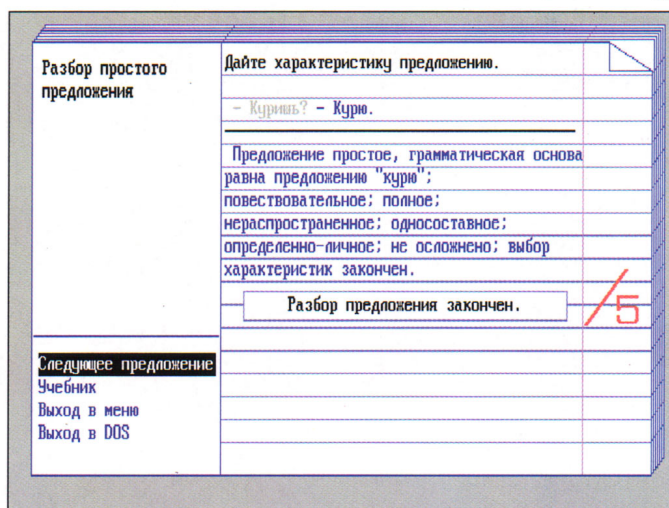 Разбор простого
предложения
Дайте характеристику предложению.
- Куришь? - Курю.
Предложение простое, грамматическая основа
равна предложению "курю";
повествовательное; полное;
нераспространенное; односоставное;
определенно-личное; не осложнено; выбор
характеристик закончен.
Разбор предложения закончен.
/5
Следующее предложение
Учебник
Выход в меню
Выход в DOS